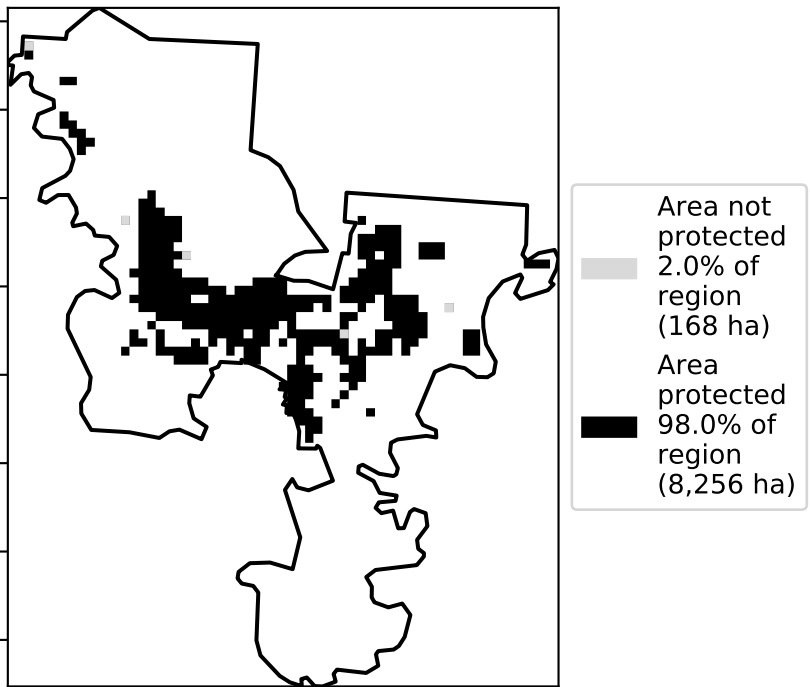 Area not
protected
2.0% of
region
(168 ha)
Area
protected
98.0% of
region
(8,256 ha)